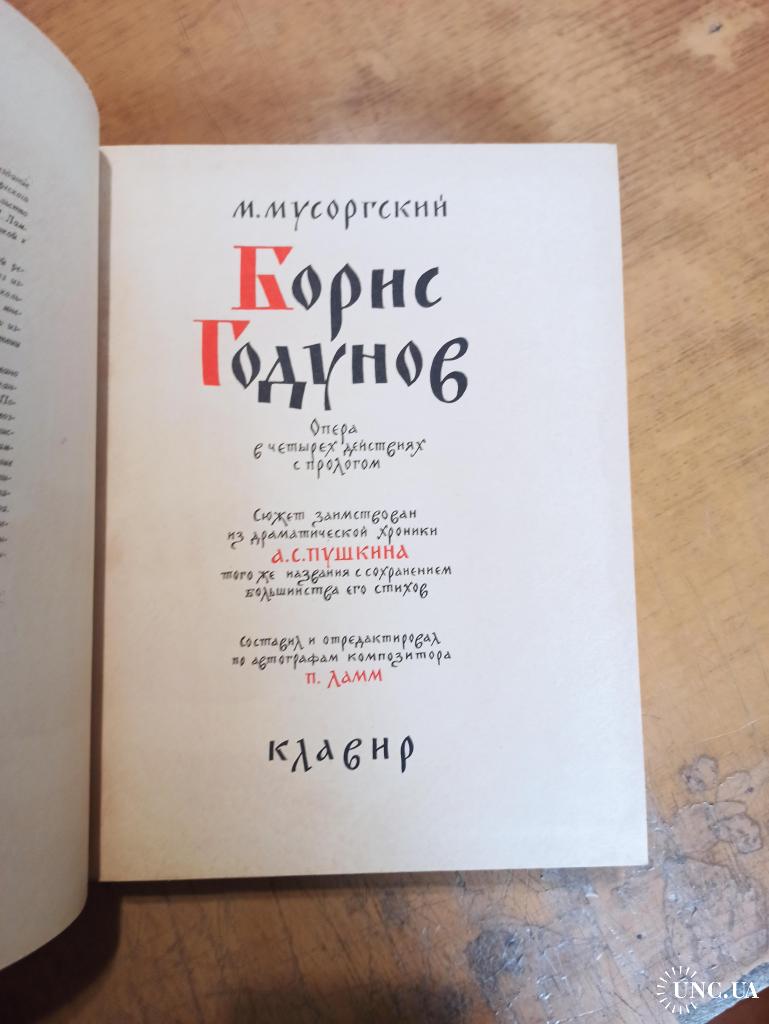 М. МУСОРГСКИЙ
БОРИС
ГОДУНОВ
Опера
в четырех действиях
с прологом
Сюжет заимствован
из драматической хроники
А.С. ПУШКИНА
того же названия с сохранением
большинства его стихов
Составил и отредактировал
по автографам композитора
П. ЛАММ
КЛАВИР
UNC.UA